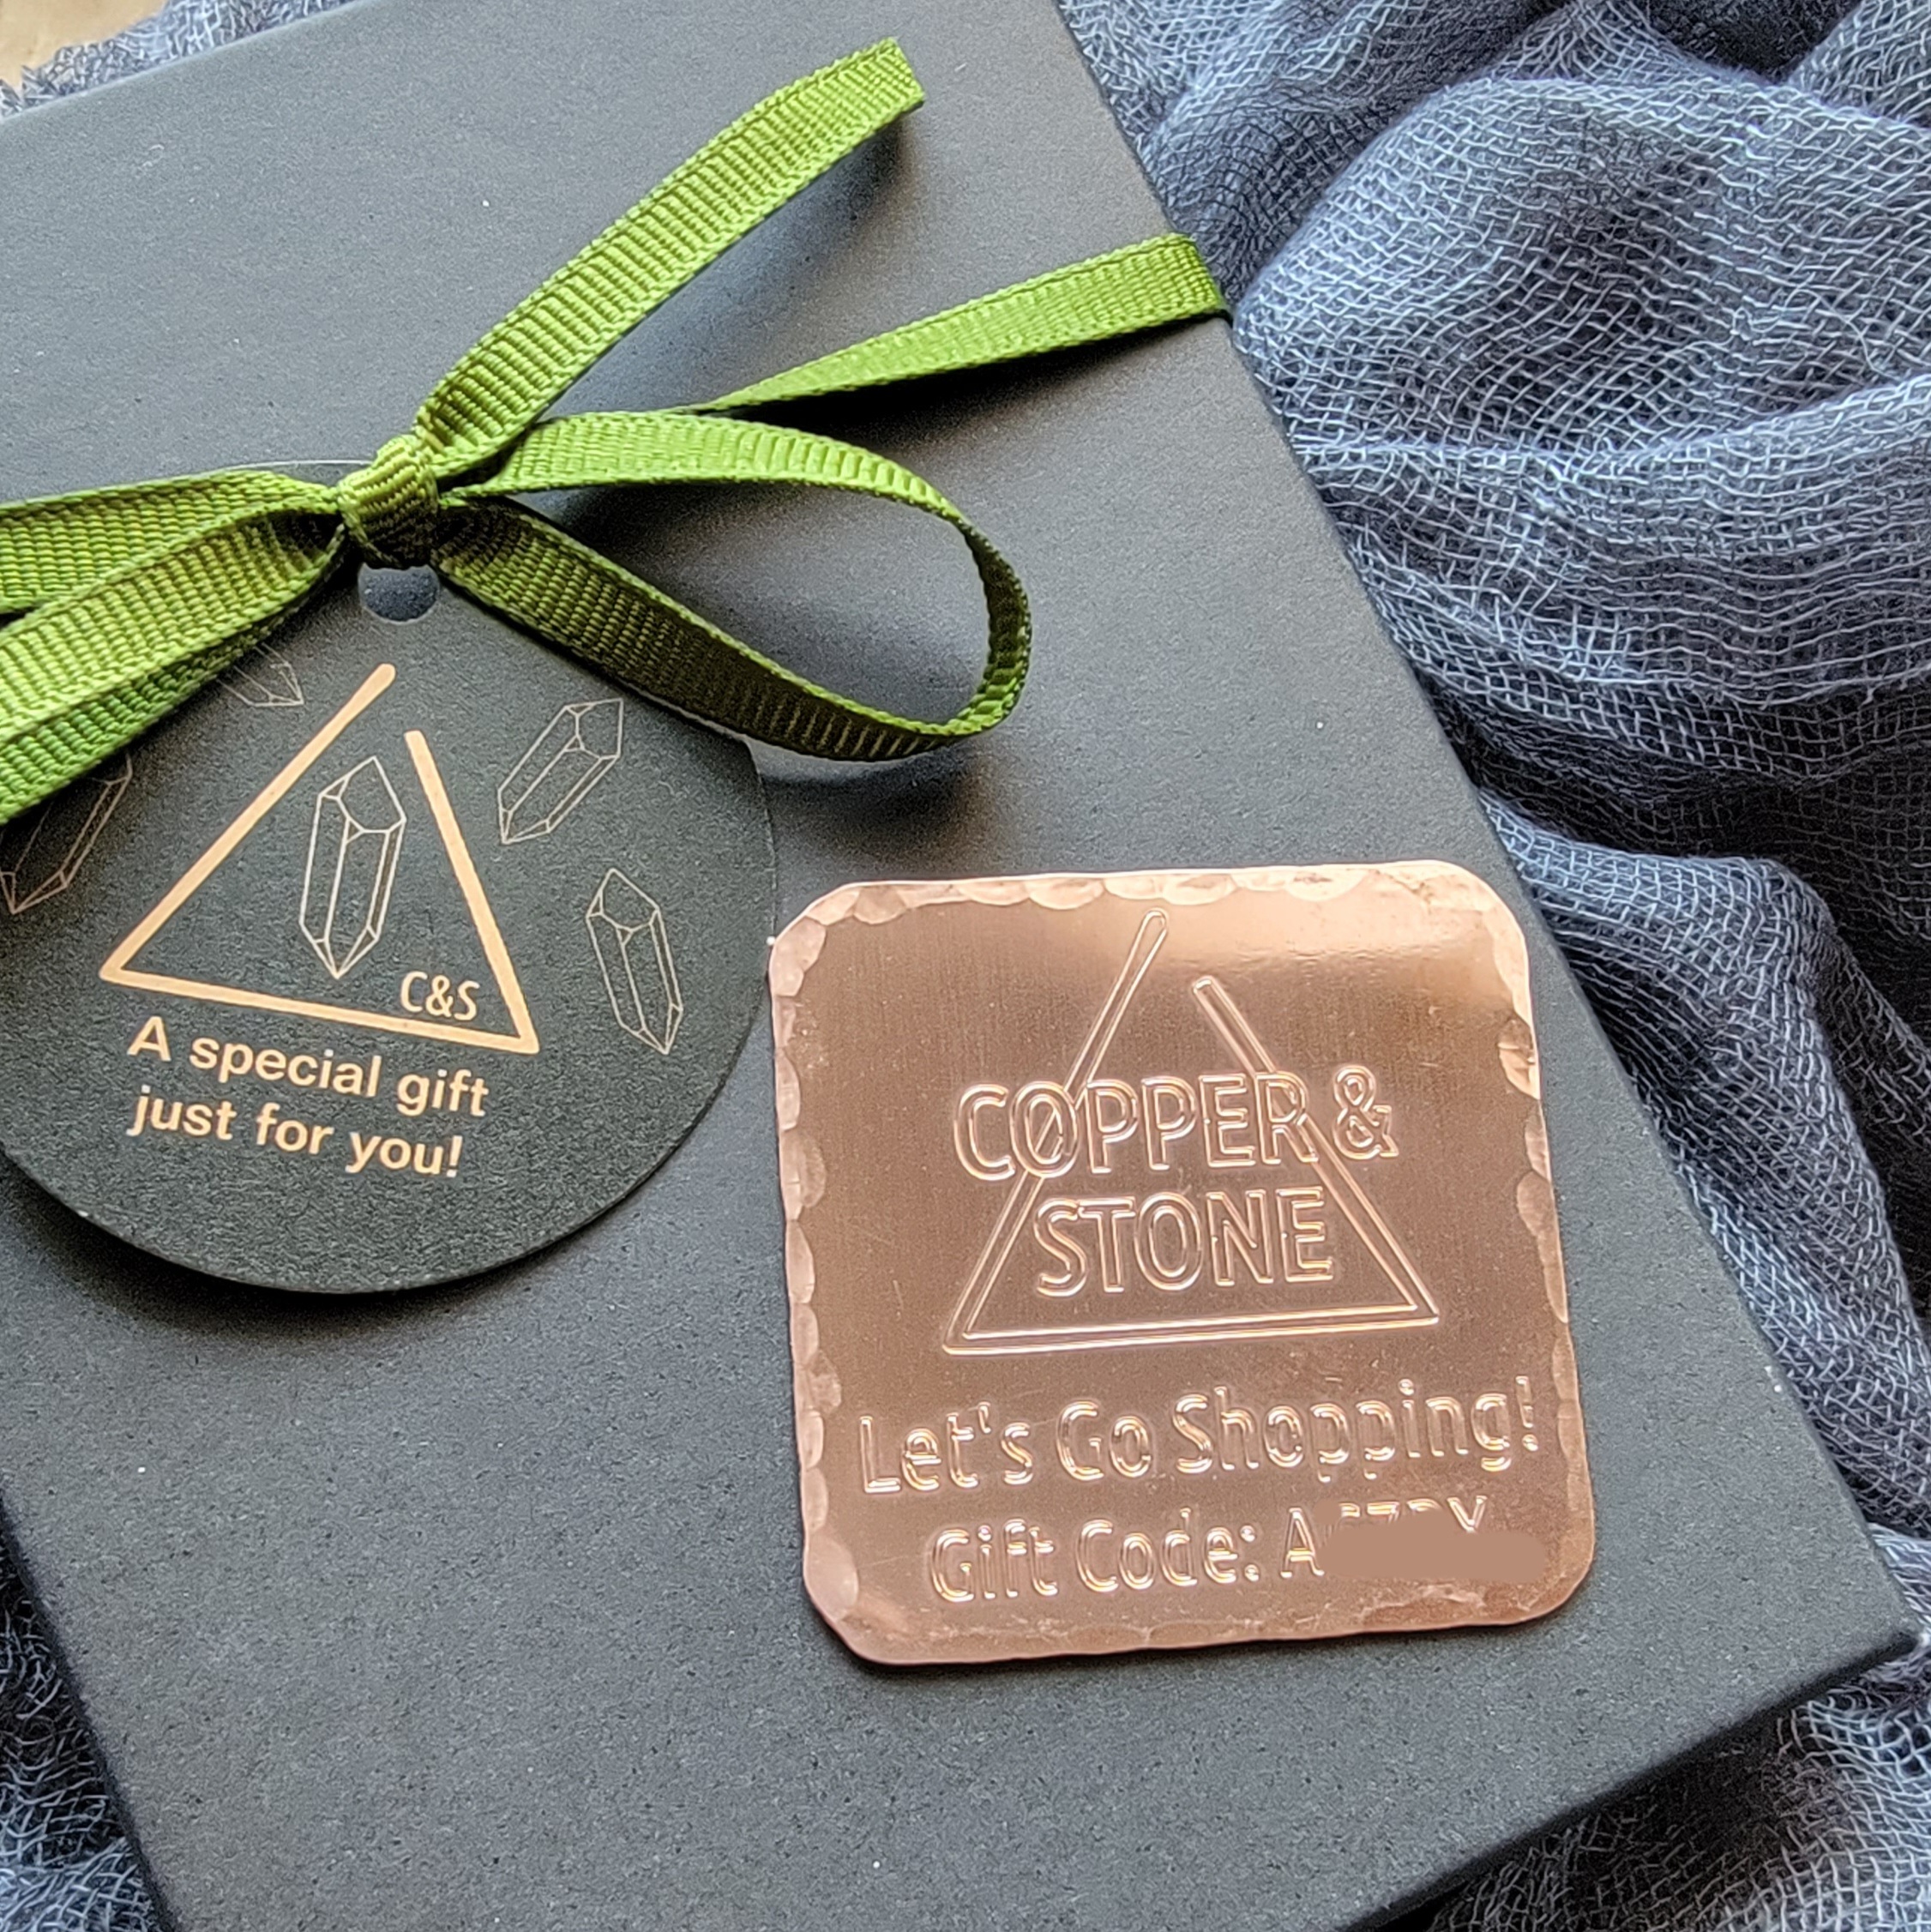 C&S
A special gift
just for you!
COPPER &
STONE
Let's Go Shopping!
Gift Code: